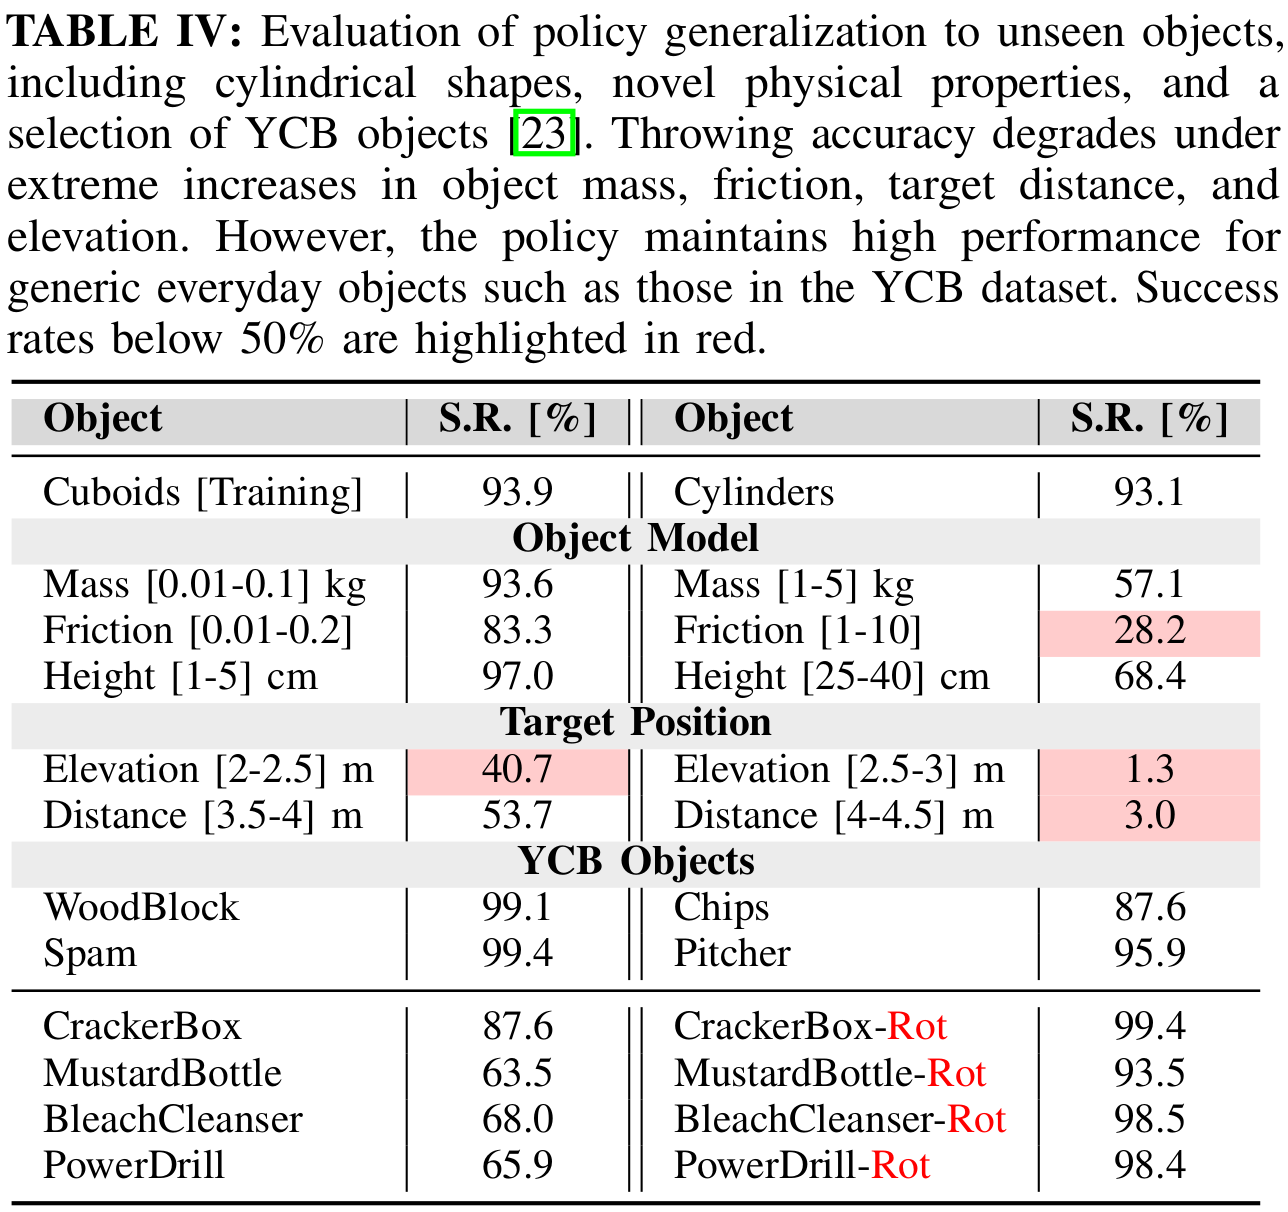 TABLE IV: Evaluation of policy generalization to unseen objects,
including cylindrical shapes, novel physical properties, and a
selection of YCB objects [23]. Throwing accuracy degrades under
extreme increases in object mass, friction, target distance, and
elevation. However, the policy maintains high performance for
generic everyday objects such as those in the YCB dataset. Success
rates below 50% are highlighted in red.
Object S.R. [%] Object S.R. [%]
Cuboids [Training] 93.9 Cylinders 93.1
Object Model
Mass [0.01-0.1] kg 93.6 Mass [1-5] kg 57.1
Friction [0.01-0.2] 83.3 Friction [1-10] 28.2
Height [1-5] cm 97.0 Height [25-40] cm 68.4
Target Position
Elevation [2-2.5] m 40.7 Elevation [2.5-3] m 1.3
Distance [3.5-4] m 53.7 Distance [4-4.5] m 3.0
YCB Objects
WoodBlock 99.1 Chips 87.6
Spam 99.4 Pitcher 95.9
CrackerBox 87.6 CrackerBox-Rot 99.4
MustardBottle 63.5 MustardBottle-Rot 93.5
BleachCleanser 68.0 BleachCleanser-Rot 98.5
PowerDrill 65.9 PowerDrill-Rot 98.4